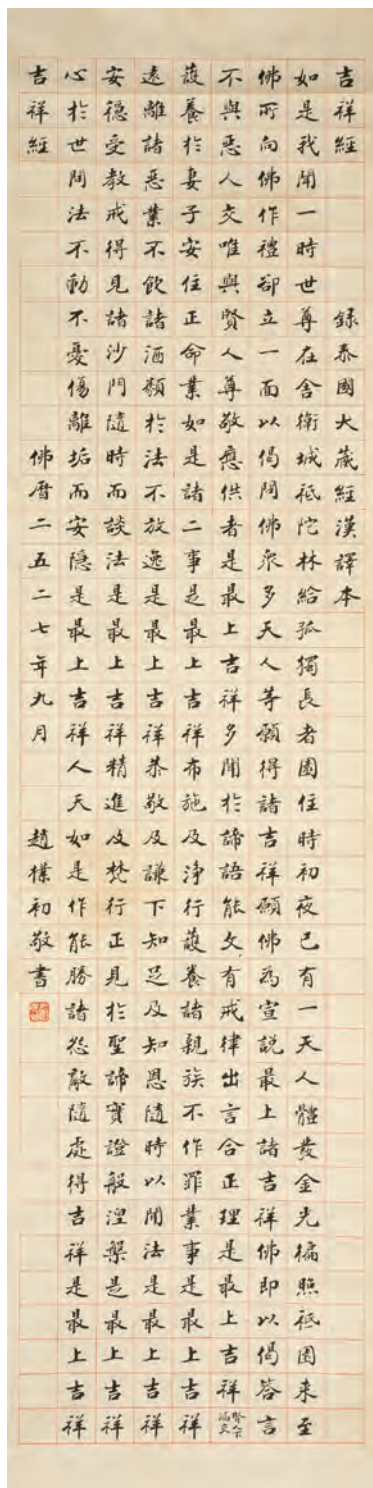 吉祥經 錄泰國大藏經漢譯本
如是我聞一時世尊在舍衛城祇陀林給孤獨長者園住時初夜已有一天人體發金光徧照祇園来至
佛所向佛作禮卻立一面以偈問佛眾多天人等願得諸吉祥願佛為宣說最上諸吉祥佛即以偈答言
不與惡人交唯與賢人尊敬應供者是最上吉祥多聞於諦語能文有戒律出言合正理是最上吉祥
護養於妻子安住正命業如是諸二事是最上吉祥布施及淨行護養諸親族不作罪業事是最上吉祥
遠離諸惡業不飲諸酒類於法不放逸是最上吉祥恭敬及謙下知足及知恩隨時以聞法是最上吉祥
安穩受教戒得見諸沙門隨時而談法是最上吉祥精進及梵行正見於聖諦實證般涅槃是最上吉祥
心於世間法不動不憂傷離垢而安隱是最上吉祥人天如是作能勝諸怨敵隨處得吉祥是最上吉祥
吉祥經 佛曆二五二七年九月 趙樸初敬書